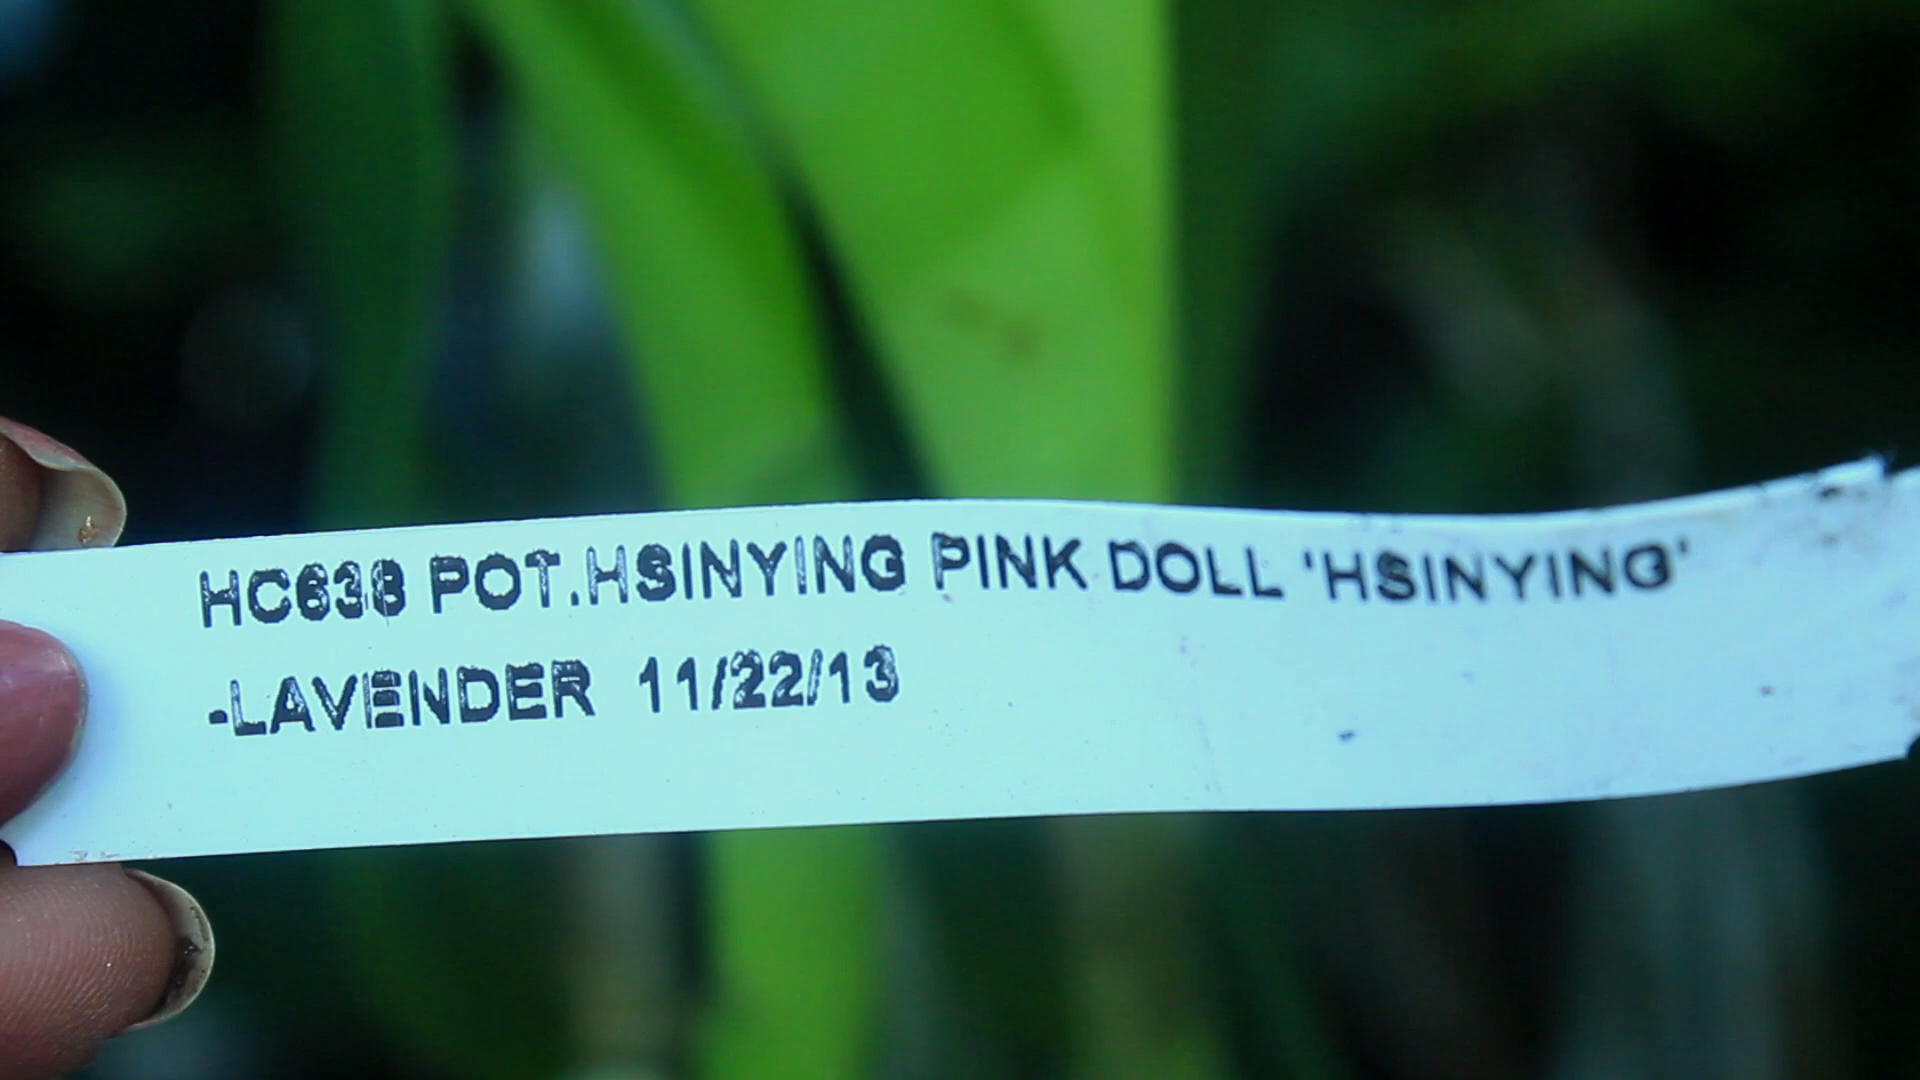 HC638 POT.HSINYING PINK DOLL 'HSINYING'
-LAVENDER 11/22/13